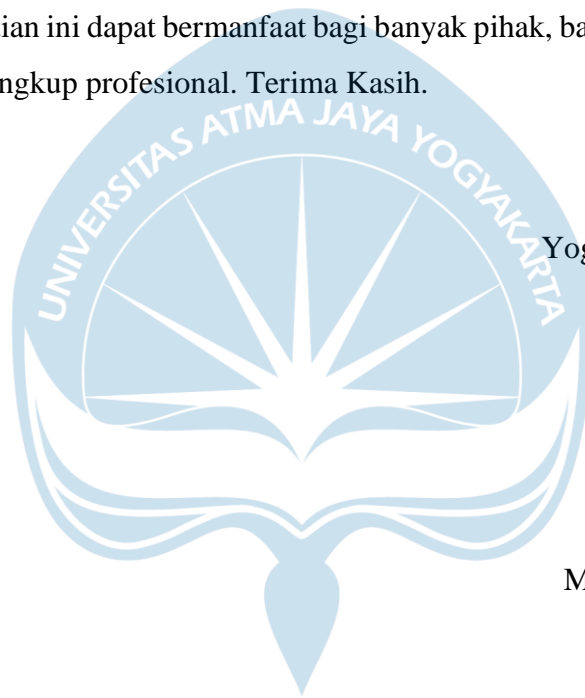 ian ini dapat bermanfaat bagi banyak pihak, ba
ngkup profesional. Terima Kasih.
UNIVERSITAS ATMA JAYA YOGYAKARTA
Yog
M